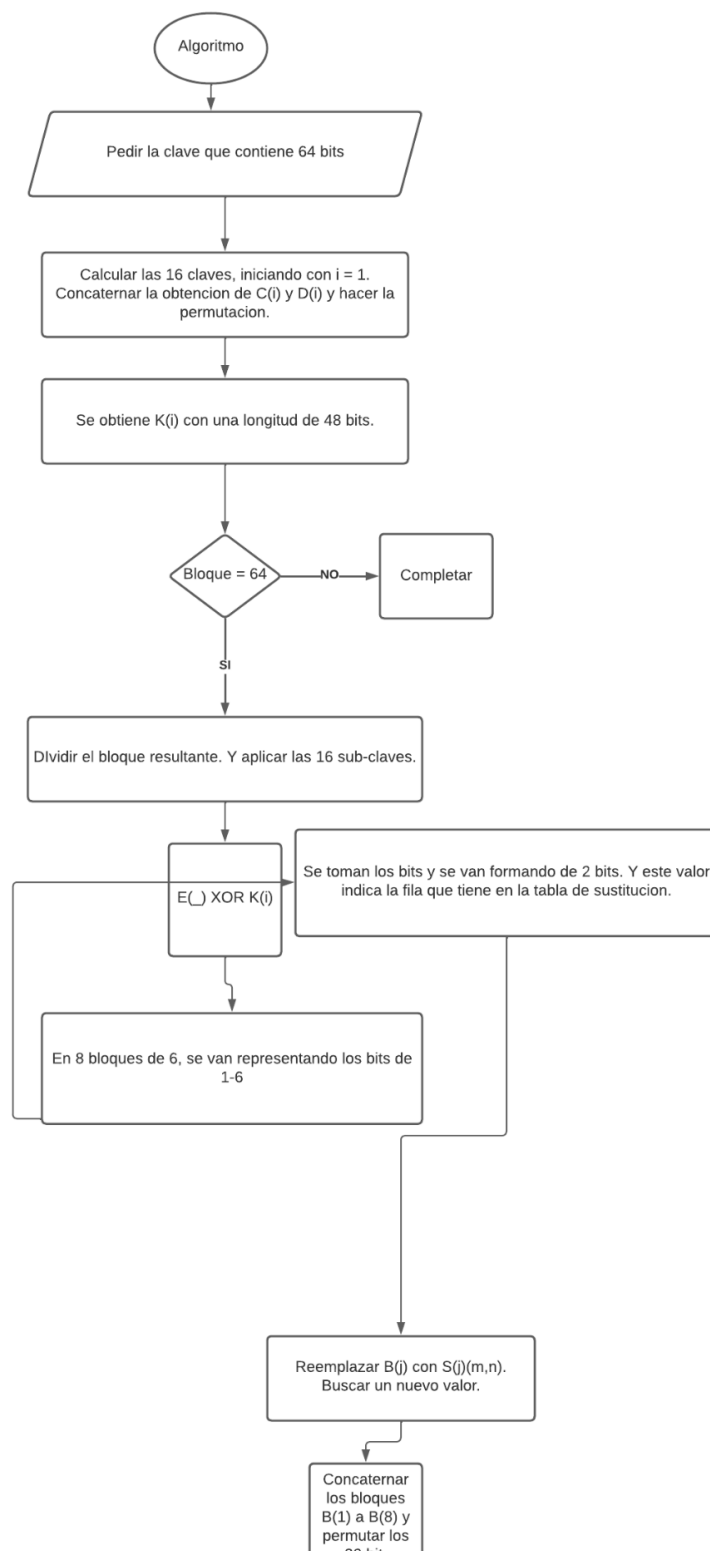 Algoritmo
Pedir la clave que contiene 64 bits
Calcular las 16 claves, iniciando con i = 1.
Concaternar la obtencion de C(i) y D(i) y hacer la
permutacion.
Se obtiene K(i) con una longitud de 48 bits.
Bloque = 64
NO
Completar
SI
DIvidir el bloque resultante. Y aplicar las 16 sub-claves.
E(_) XOR K(i)
Se toman los bits y se van formando de 2 bits. Y este valor
indica la fila que tiene en la tabla de sustitucion.
En 8 bloques de 6, se van representando los bits de
1-6
Reemplazar B(j) con S(j)(m,n).
Buscar un nuevo valor.
Concaternar
los bloques
B(1) a B(8) y
permutar los